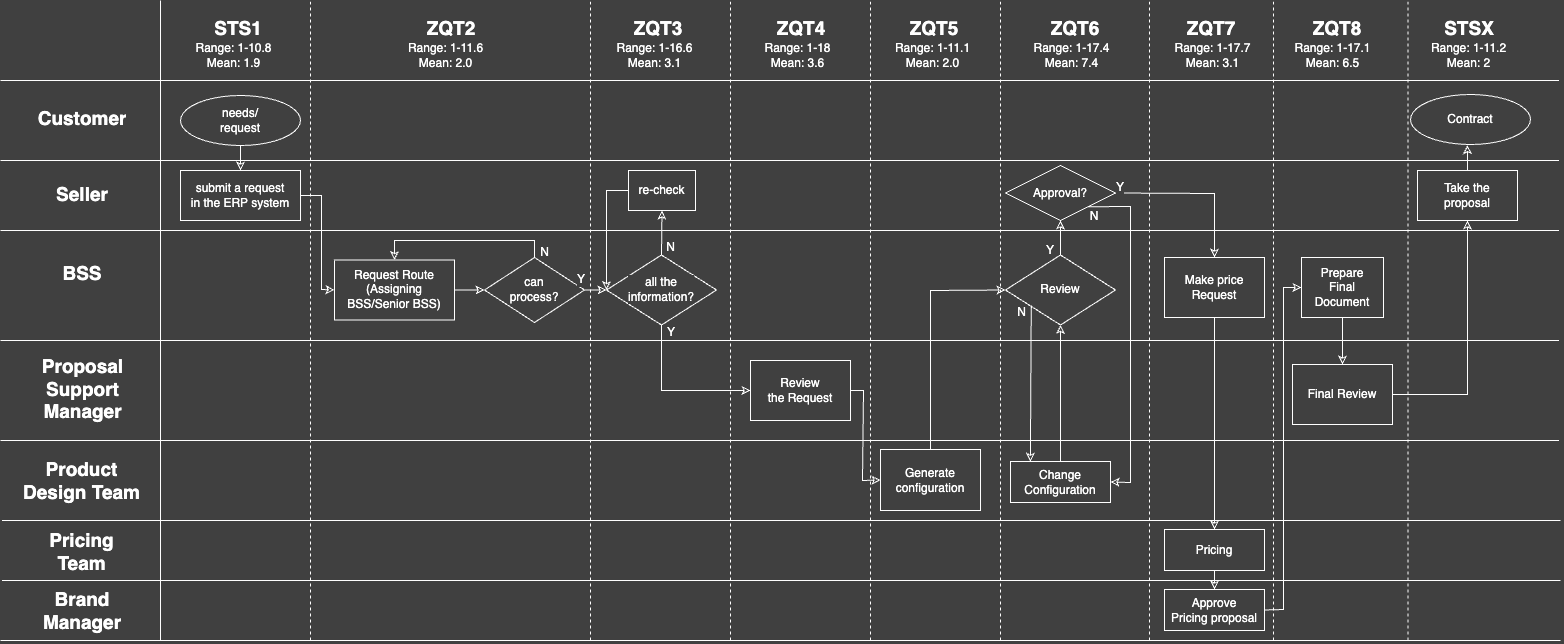 STS1
Range: 1-10.8
Mean: 1.9
ZQT2
Range: 1-11.6
Mean: 2.0
ZQT3
Range: 1-16.6
Mean: 3.1
ZQT4
Range: 1-18
Mean: 3.6
ZQT5
Range: 1-11.1
Mean: 2.0
ZQT6
Range: 1-17.4
Mean: 7.4
ZQT7
Range: 1-17.7
Mean: 3.1
ZQT8
Range: 1-17.1
Mean: 6.5
STSX
Range: 1-11.2
Mean: 2
Customer
needs/
request
Contract
Seller
submit a request
in the ERP system
re-check
Approval?
Y
N
Take the
proposal
BSS
Request Route
(Assigning
BSS/Senior BSS)
N
can
process?
Y
N
all the
information?
Y
Y
Review
N
Make price
Request
Prepare
Final
Document
Proposal
Support
Manager
Review
the Request
Final Review
Product
Design Team
Generate
configuration
Change
Configuration
Pricing
Team
Pricing
Brand
Manager
Approve
Pricing proposal